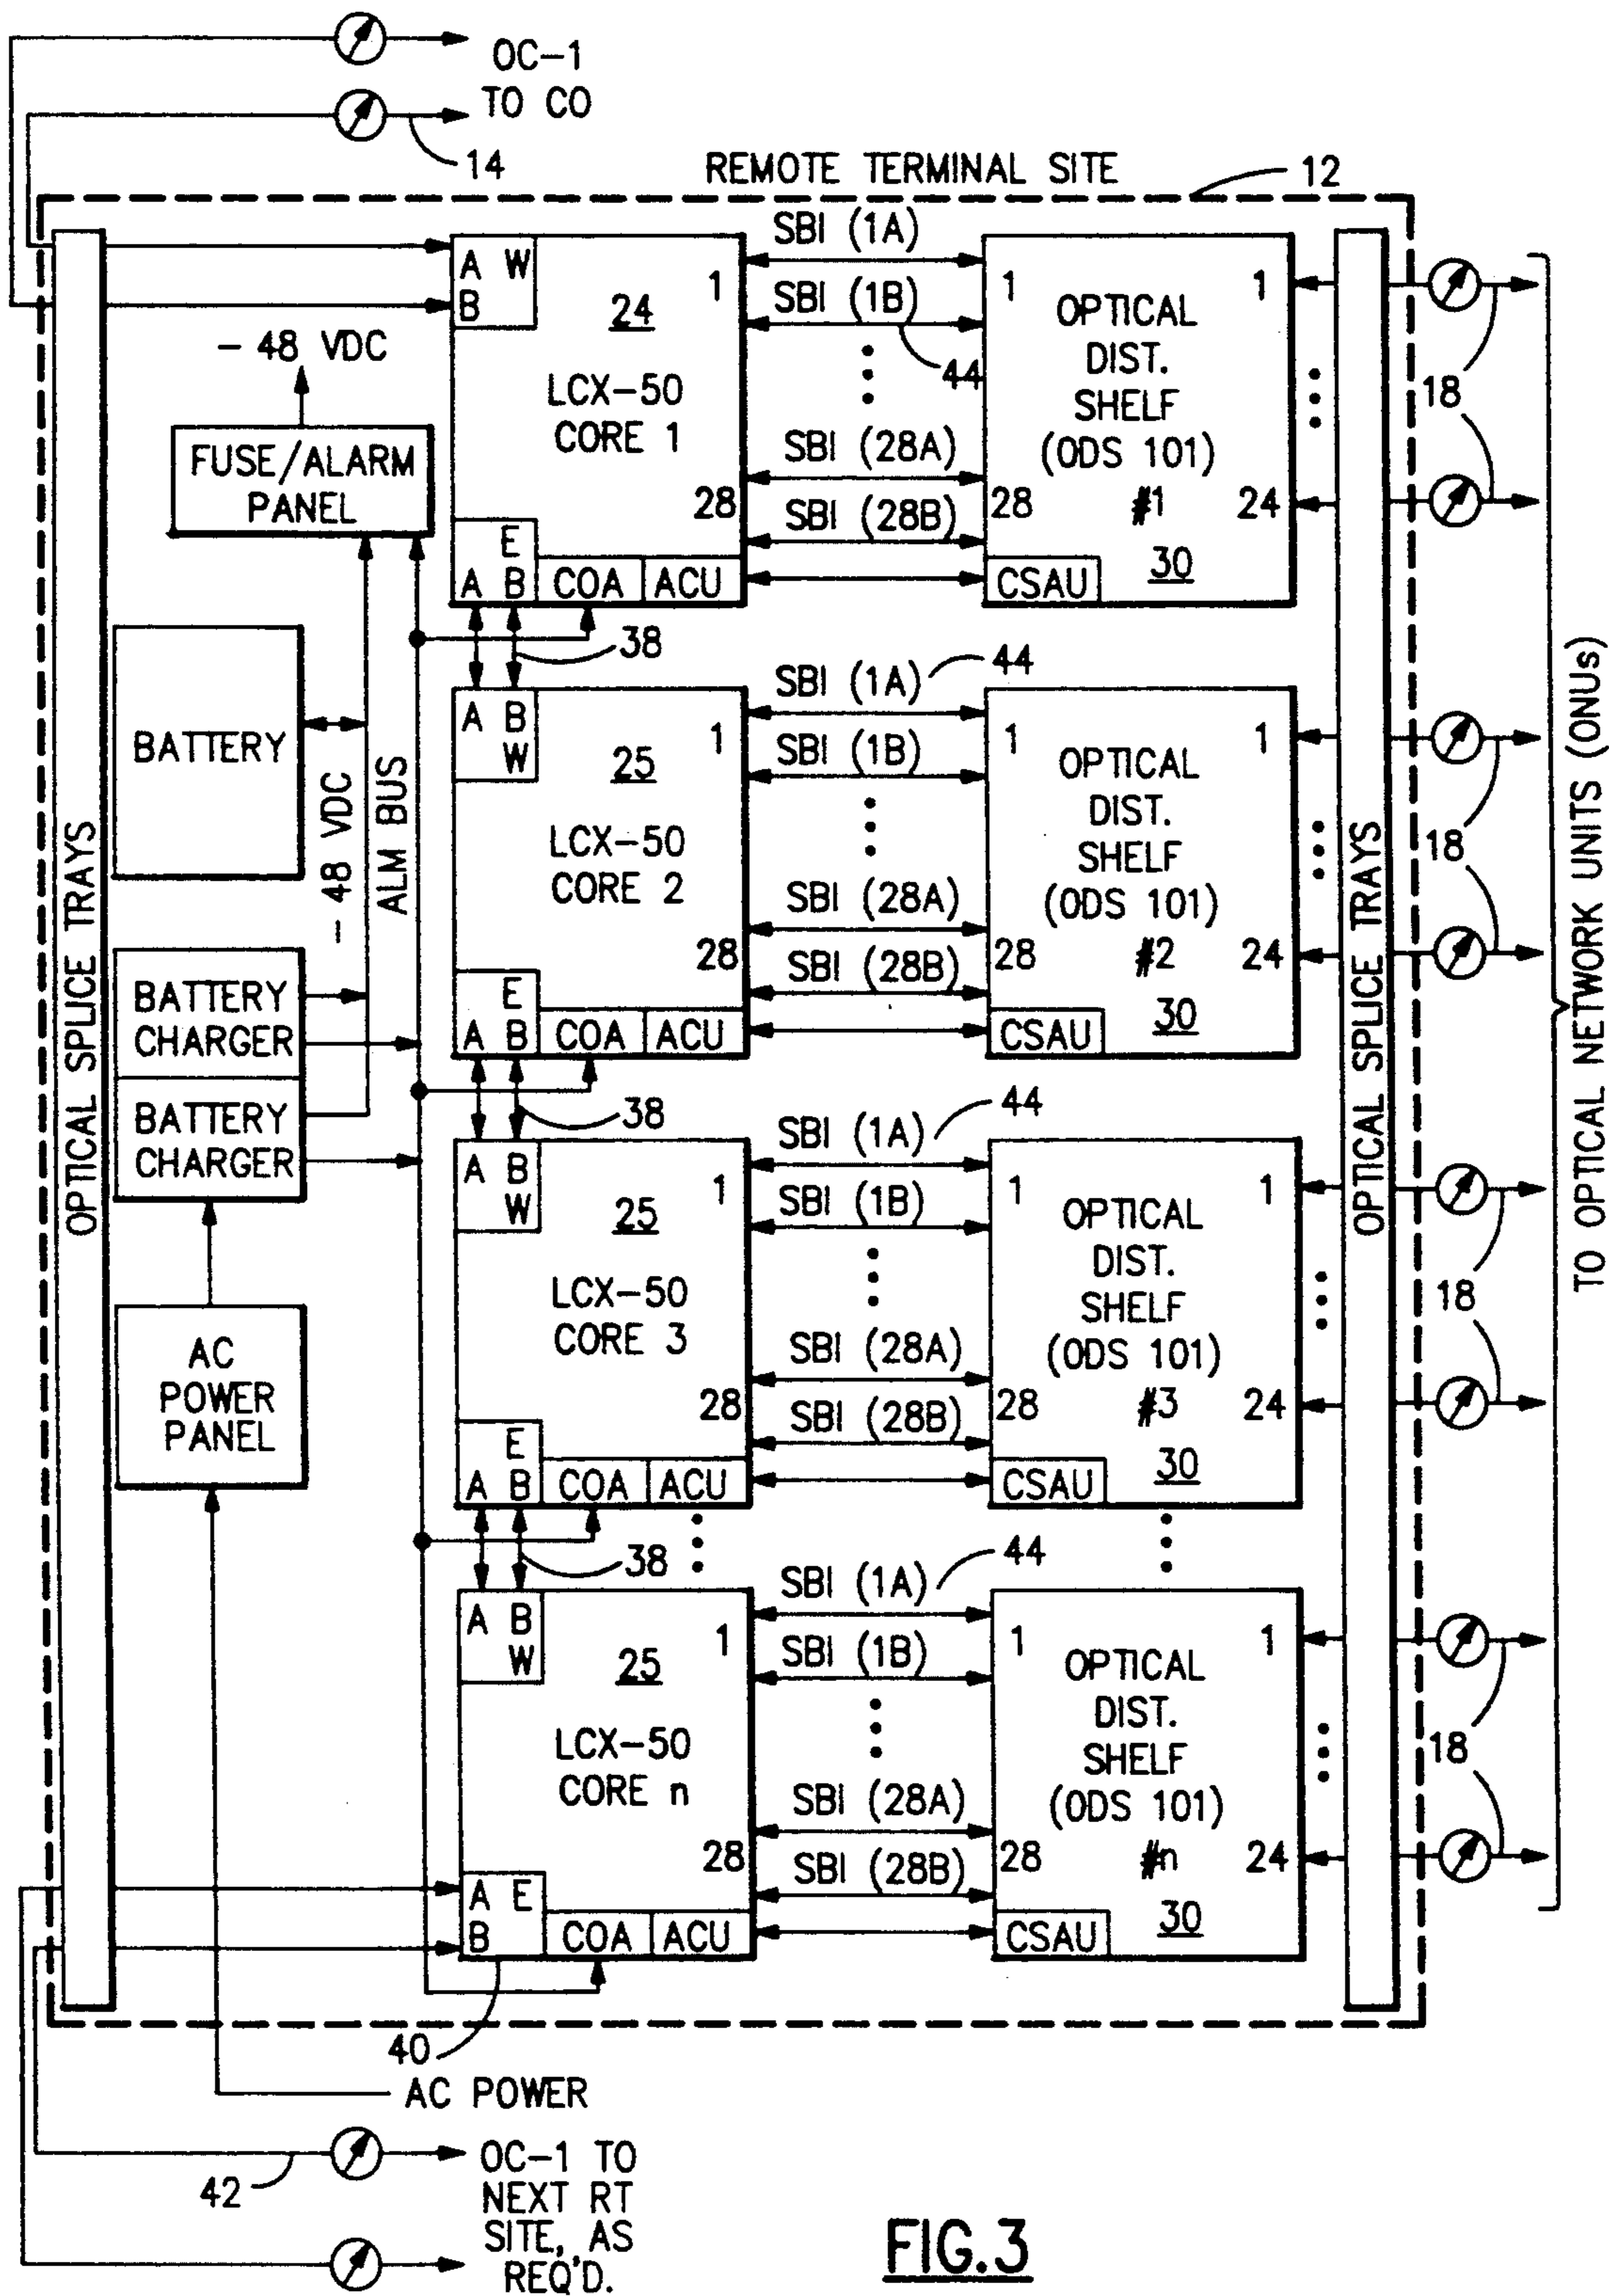 OC-1
TO CO
14
REMOTE TERMINAL SITE
12
OPTICAL SPLICE TRAYS
- 48 VDC
FUSE/ALARM
PANEL
BATTERY
- 48 VDC
ALM BUS
BATTERY
CHARGER
BATTERY
CHARGER
AC
POWER
PANEL
A W
B
24
1
LCX-50
CORE 1
28
E
A B
COA
ACU
SBI (1A)
SBI (1B)
44
SBI (28A)
SBI (28B)
1
OPTICAL
DIST.
SHELF
(ODS 101)
#1
28
30
CSAU
1
24
18
38
A B
W
25
1
LCX-50
CORE 2
28
E
A B
COA
ACU
SBI (1A)
44
SBI (1B)
SBI (28A)
SBI (28B)
1
OPTICAL
DIST.
SHELF
(ODS 101)
#2
28
30
CSAU
1
24
18
38
A B
W
25
1
LCX-50
CORE 3
28
E
A B
COA
ACU
SBI (1A)
44
SBI (1B)
SBI (28A)
SBI (28B)
1
OPTICAL
DIST.
SHELF
(ODS 101)
#3
28
30
CSAU
1
24
18
38
A B
W
25
1
LCX-50
CORE n
28
A E
B
COA
ACU
SBI (1A)
44
SBI (1B)
SBI (28A)
SBI (28B)
1
OPTICAL
DIST.
SHELF
(ODS 101)
#n
28
30
CSAU
1
24
18
OPTICAL SPLICE TRAYS
TO OPTICAL NETWORK UNITS (ONUs)
40
AC POWER
42
OC-1 TO
NEXT RT
SITE, AS
REQ'D.
FIG.3